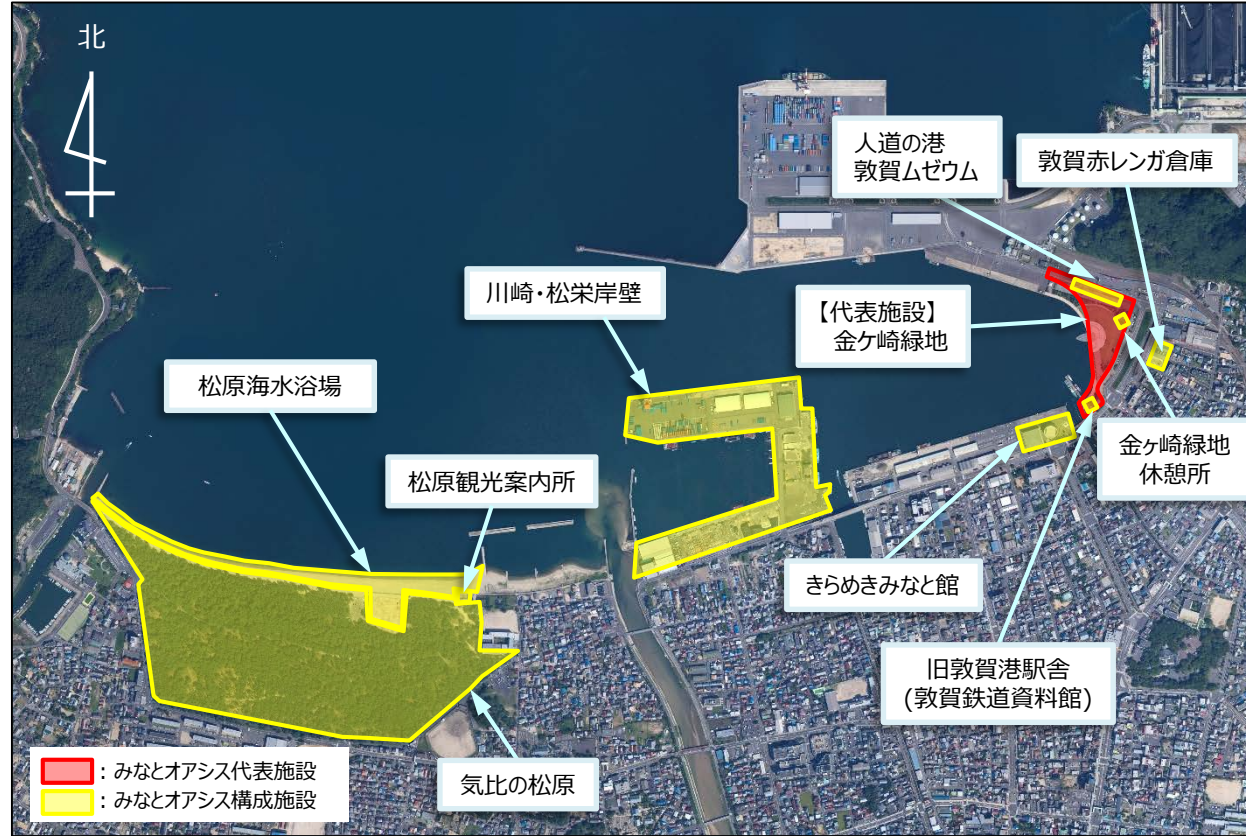 北
人道の港
敦賀ムゼウム
敦賀赤レンガ倉庫
川崎・松栄岸壁
【代表施設】
金ケ崎緑地
松原海水浴場
松原観光案内所
金ヶ崎緑地
休憩所
きらめきみなと館
旧敦賀港駅舎
(敦賀鉄道資料館)
気比の松原
：みなとオアシス代表施設
：みなとオアシス構成施設